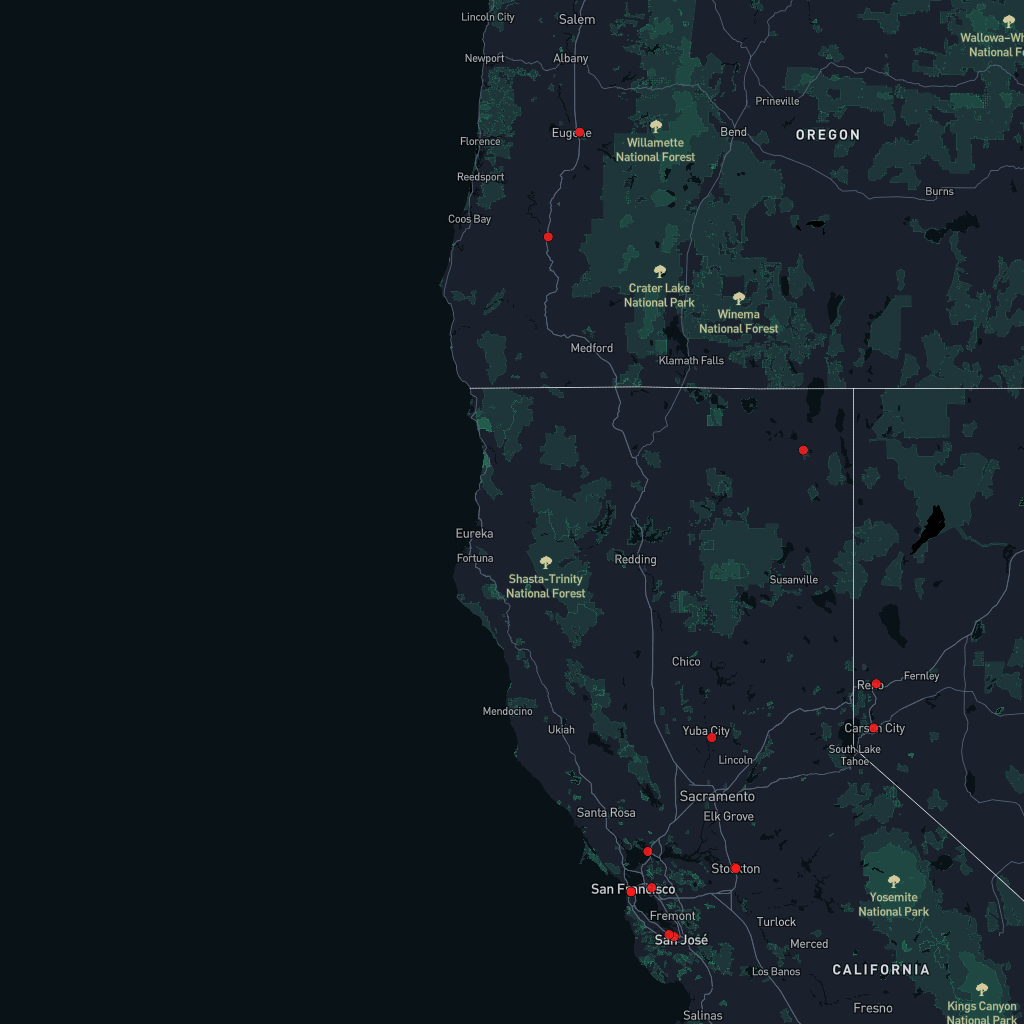 Lincoln City
Salem
Wallowa-Wh
National Fo
Newport
Albany
Prineville
Eugene
Bend
OREGON
Florence
Willamette
National Forest
Reedsport
Burns
Coos Bay
Crater Lake
National Park
Winema
National Forest
Medford
Klamath Falls
Eureka
Fortuna
Redding
Shasta-Trinity
National Forest
Susanville
Chico
Reno
Fernley
Mendocino
Ukiah
Yuba City
Carson City
South Lake
Tahoe
Lincoln
Sacramento
Santa Rosa
Elk Grove
Stockton
San Francisco
Yosemite
National Park
Fremont
Turlock
San José
Merced
Los Banos
CALIFORNIA
Kings Canyon
National Park
Salinas
Fresno